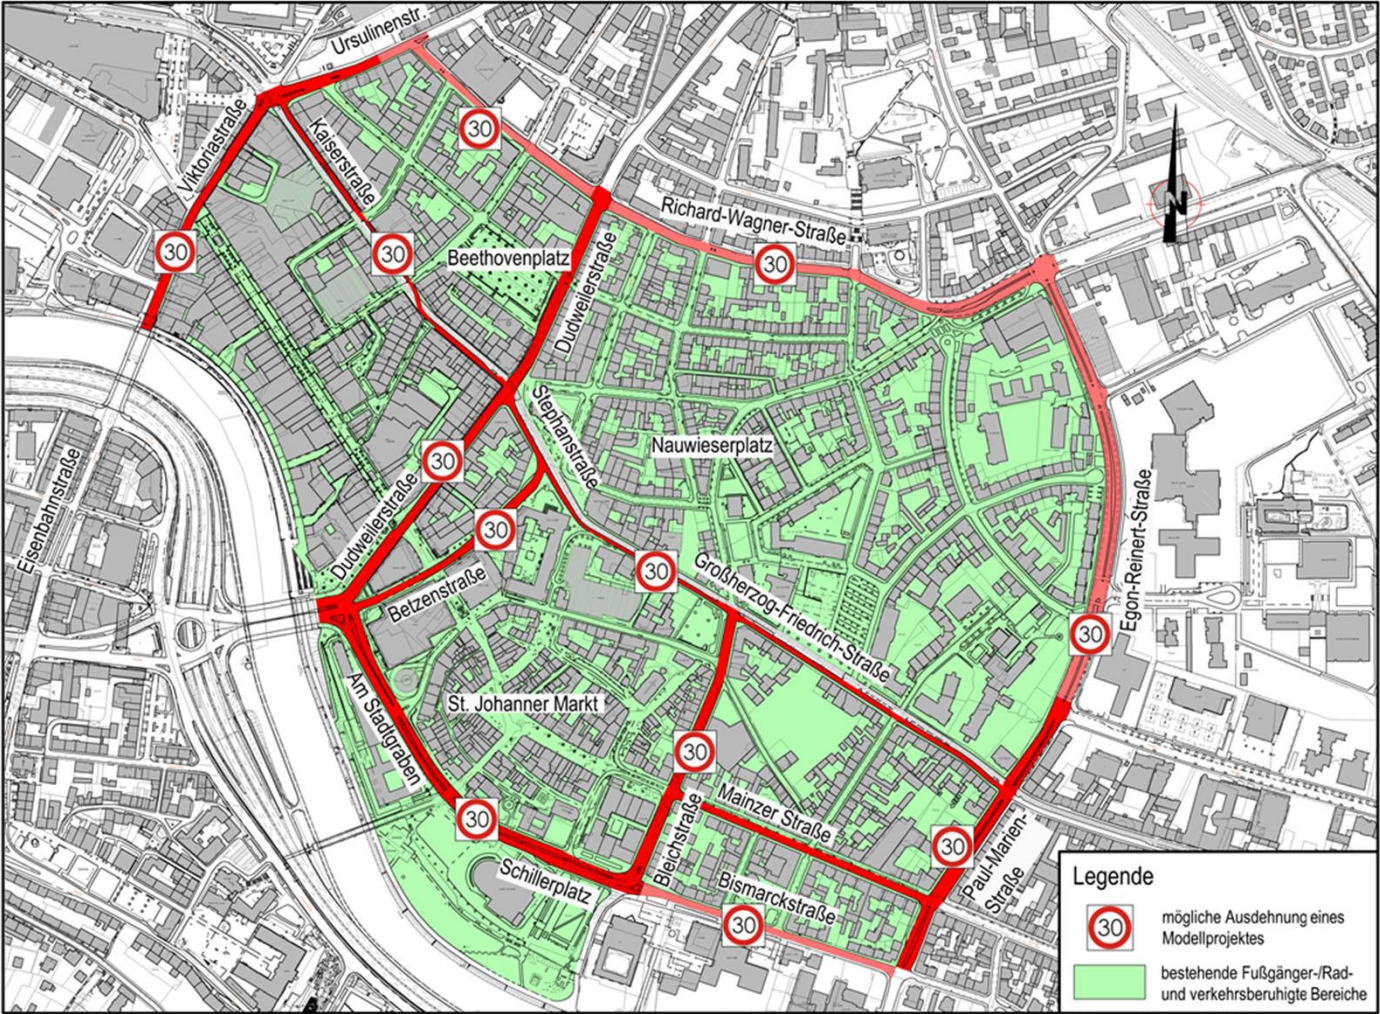 Ursulinenstr.
Viktoriastraße
Kaiserstraße
30
Richard-Wagner-Straße
30
30
30
Beethovenplatz
Dudweilerstraße
N
Stephanstraße
Nauwieserplatz
Eisenbahnstraße
30
Dudweilerstraße
30
Betzenstraße
30
Großherzog-Friedrich-Straße
Egon-Reinert-Straße
30
St. Johanner Markt
Am Stadtgraben
30
30
Mainzer Straße
Bleichstraße
Schillerplatz
Bismarckstraße
30
30
Paul-Marien-
Straße
Legende
30
mögliche Ausdehnung eines
Modellprojektes
bestehende Fußgänger-/Rad-
und verkehrsberuhigte Bereiche